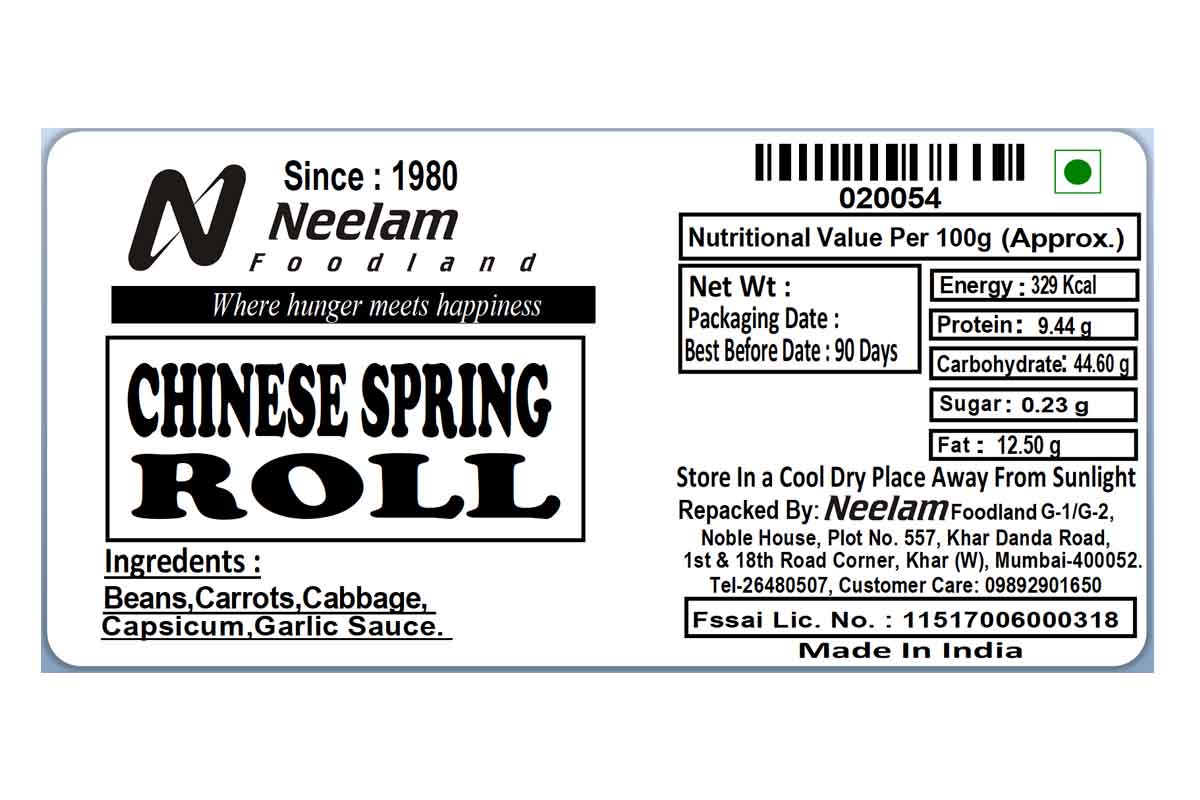 Since : 1980
Neelam
Foodland
Where hunger meets happiness
CHINESE SPRING
ROLL
Ingredents :
Beans,Carrots,Cabbage,
Capsicum,Garlic Sauce.
020054
Nutritional Value Per 100g (Approx.)
Net Wt :
Packaging Date :
Best Before Date : 90 Days
Energy : 329 Kcal
Protein: 9.44 g
Carbohydrate: 44.60 g
Sugar: 0.23 g
Fat : 12.50 g
Store In a Cool Dry Place Away From Sunlight
Repacked By: Neelam Foodland G-1/G-2,
Noble House, Plot No. 557, Khar Danda Road,
1st & 18th Road Corner, Khar (W), Mumbai-400052.
Tel-26480507, Customer Care: 09892901650
Fssai Lic. No. : 11517006000318
Made In India